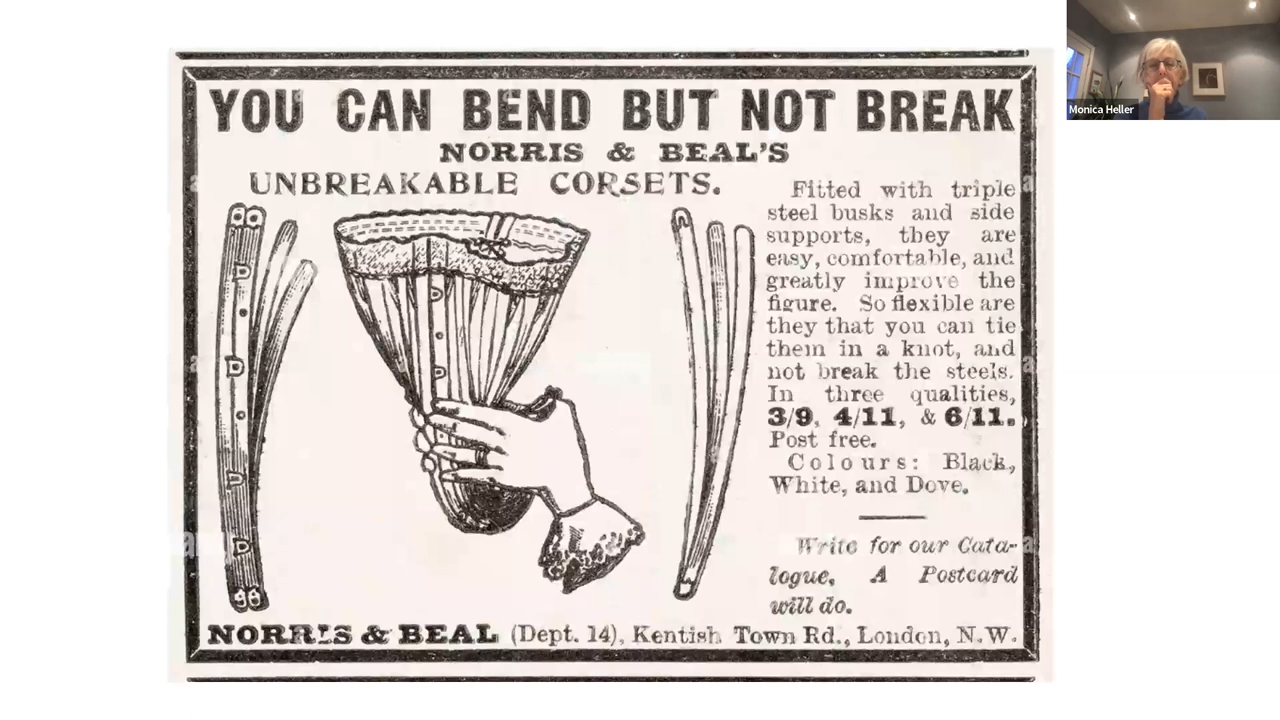 YOU CAN BEND BUT NOT BREAK
NORRIS & BEAL'S
UNBREAKABLE CORSETS.
Fitted with triple
steel busks and side
supports, they are
easy, comfortable, and
greatly improve the
figure. So flexible are
they that you can tie
them in a knot, and
not break the steels.
In three qualities,
3/9, 4/11, & 6/11.
Post free.
Colours: Black,
White, and Dove.
Write for our Cata-
logue, A Postcard
will do.
NORRIS & BEAL (Dept. 14), Kentish Town Rd., London, N.W.
Monica Heller